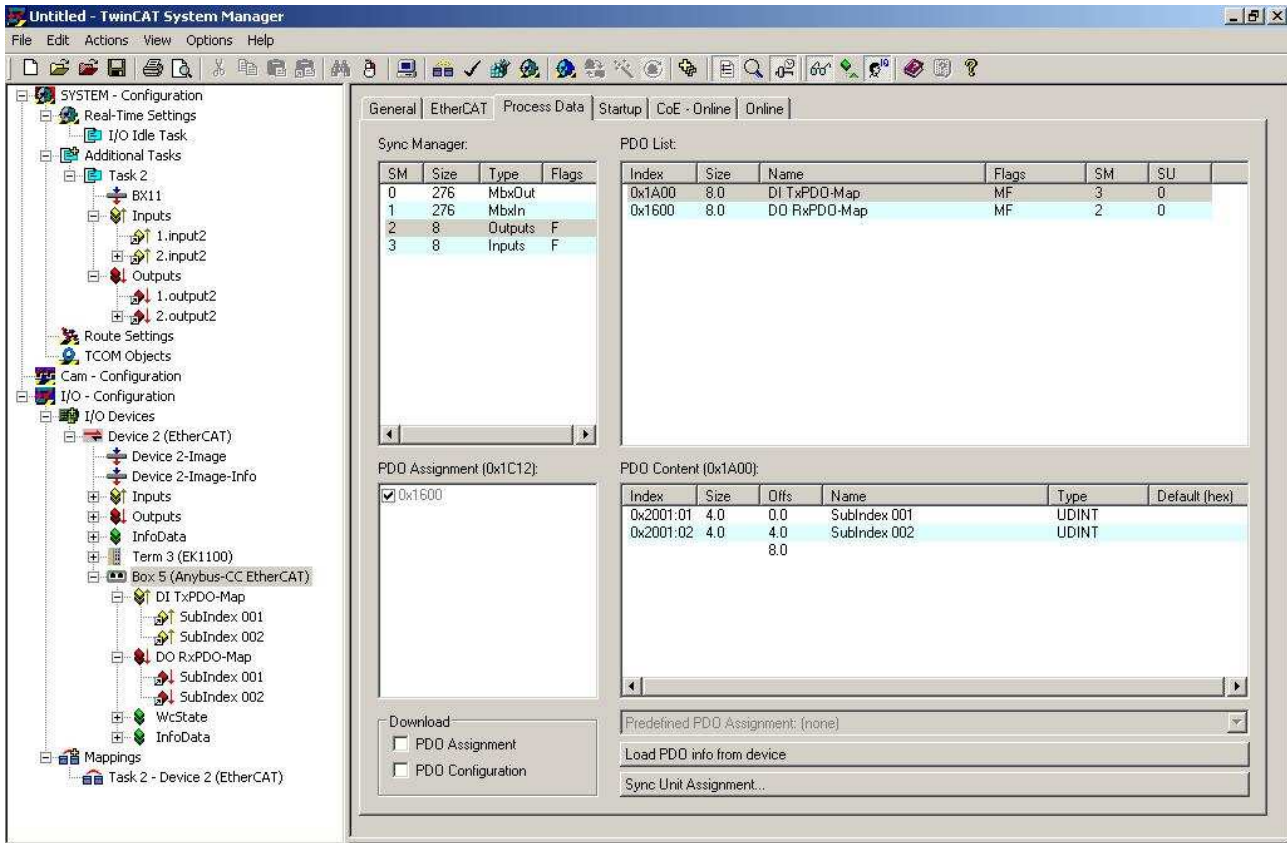 Untitled - TwinCAT System Manager
File Edit Actions View Options Help
SYSTEM - Configuration
Real-Time Settings
I/O Idle Task
Additional Tasks
Task 2
BX11
Inputs
1.input2
2.input2
Outputs
1.output2
2.output2
Route Settings
TCOM Objects
Cam - Configuration
I/O - Configuration
I/O Devices
Device 2 (EtherCAT)
Device 2-Image
Device 2-Image-Info
Inputs
Outputs
InfoData
Term 3 (EK1100)
Box 5 (Anybus-CC EtherCAT)
DI TxPDO-Map
SubIndex 001
SubIndex 002
DO RxPDO-Map
SubIndex 001
SubIndex 002
WcState
InfoData
Mappings
Task 2 - Device 2 (EtherCAT)
General EtherCAT Process Data Startup CoE - Online Online
Sync Manager:
SM Size Type Flags
0 276 MbxOut
1 276 MbxIn
2 8 Outputs F
3 8 Inputs F
PDO List:
Index Size Name Flags SM SU
0x1A00 8.0 DI TxPDO-Map MF 3 0
0x1600 8.0 DO RxPDO-Map MF 2 0
PDO Assignment (0x1C12):
0x1600
PDO Content (0x1A00):
Index Size Offs Name Type Default (hex)
0x2001:01 4.0 0.0 SubIndex 001 UDINT
0x2001:02 4.0 4.0 SubIndex 002 UDINT
8.0
Download
PDO Assignment
PDO Configuration
Predefined PDO Assignment: (none)
Load PDO info from device
Sync Unit Assignment...